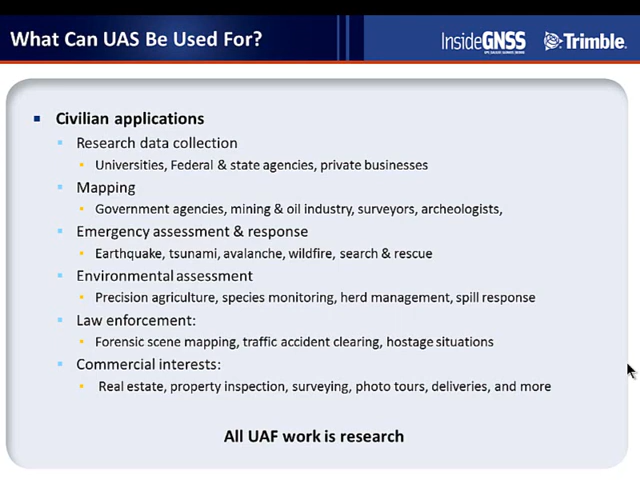 What Can UAS Be Used For?
InsideGNSS
Trimble.
Civilian applications
Research data collection
Universities, Federal & state agencies, private businesses
Mapping
Government agencies, mining & oil industry, surveyors, archeologists,
Emergency assessment & response
Earthquake, tsunami, avalanche, wildfire, search & rescue
Environmental assessment
Precision agriculture, species monitoring, herd management, spill response
Law enforcement:
Forensic scene mapping, traffic accident clearing, hostage situations
Commercial interests:
Real estate, property inspection, surveying, photo tours, deliveries, and more
All UAF work is research